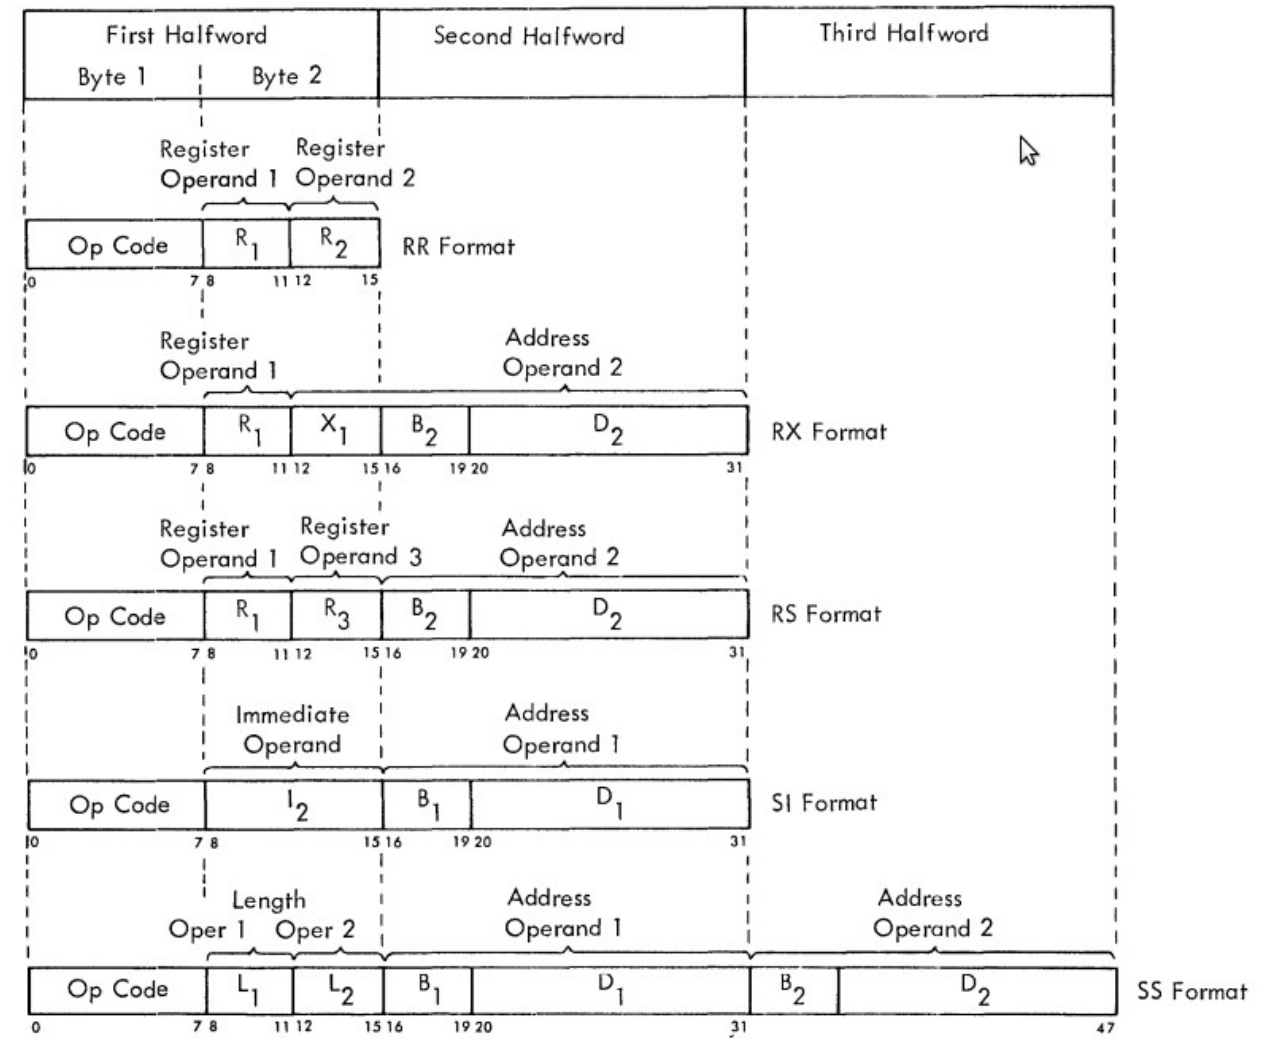 First Halfword Second Halfword Third Halfword
Byte 1 Byte 2
Register Register
Operand 1 Operand 2
Op Code R1 R2 RR Format
0 7 8 11 12 15
Register Address
Operand 1 Operand 2
Op Code R1 X1 B2 D2 RX Format
0 7 8 11 12 15 16 19 20 31
Register Register Address
Operand 1 Operand 3 Operand 2
Op Code R1 R3 B2 D2 RS Format
0 7 8 11 12 15 16 19 20 31
Immediate Address
Operand Operand 1
Op Code I2 B1 D1 SI Format
0 7 8 15 16 19 20 31
Length Address Address
Oper 1 Oper 2 Operand 1 Operand 2
Op Code L1 L2 B1 D1 B2 D2 SS Format
0 7 8 11 12 15 16 19 20 31 47